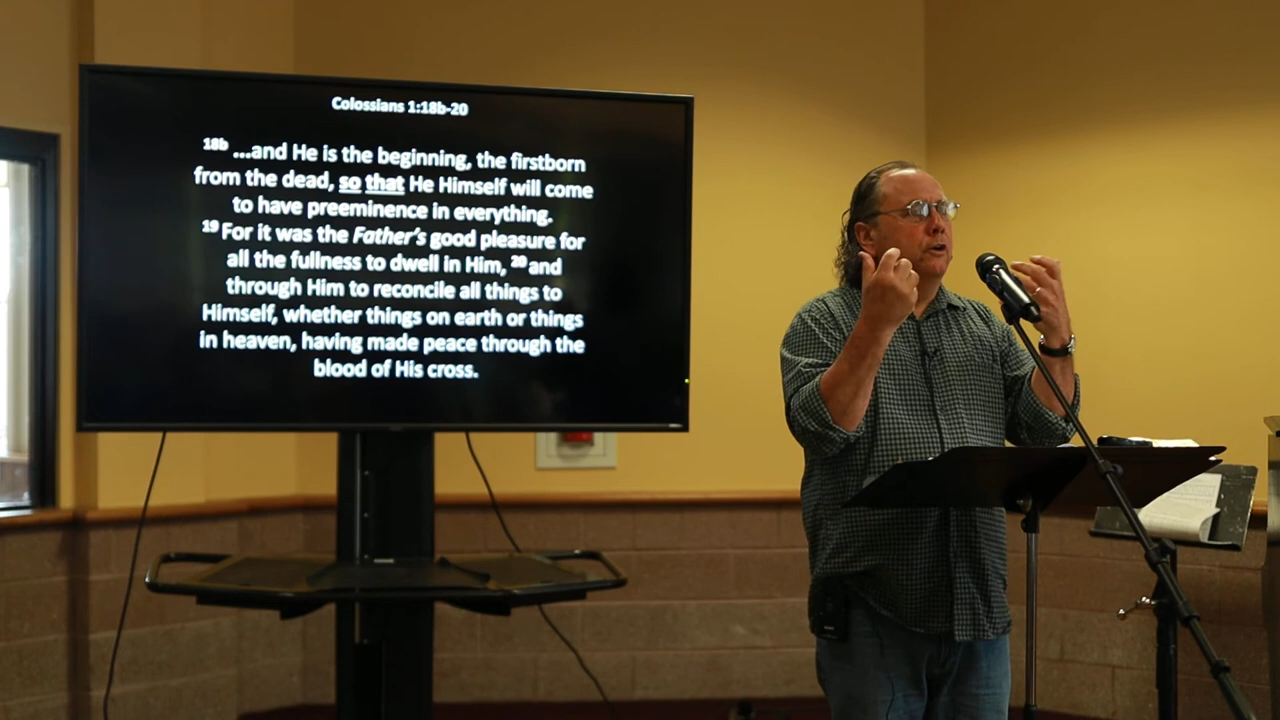 Colossians 1:18b-20
18b ...and He is the beginning, the firstborn
from the dead, so that He Himself will come
to have preeminence in everything.
19 For it was the Father's good pleasure for
all the fullness to dwell in Him, 20 and
through Him to reconcile all things to
Himself, whether things on earth or things
in heaven, having made peace through the
blood of His cross.